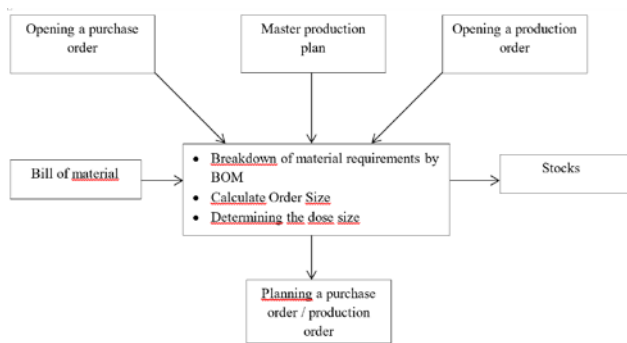 Opening a purchase
order
Master production
plan
Opening a production
order
Bill of material
• Breakdown of material requirements by
BOM
• Calculate Order Size
• Determining the dose size
Stocks
Planning a purchase
order / production
order